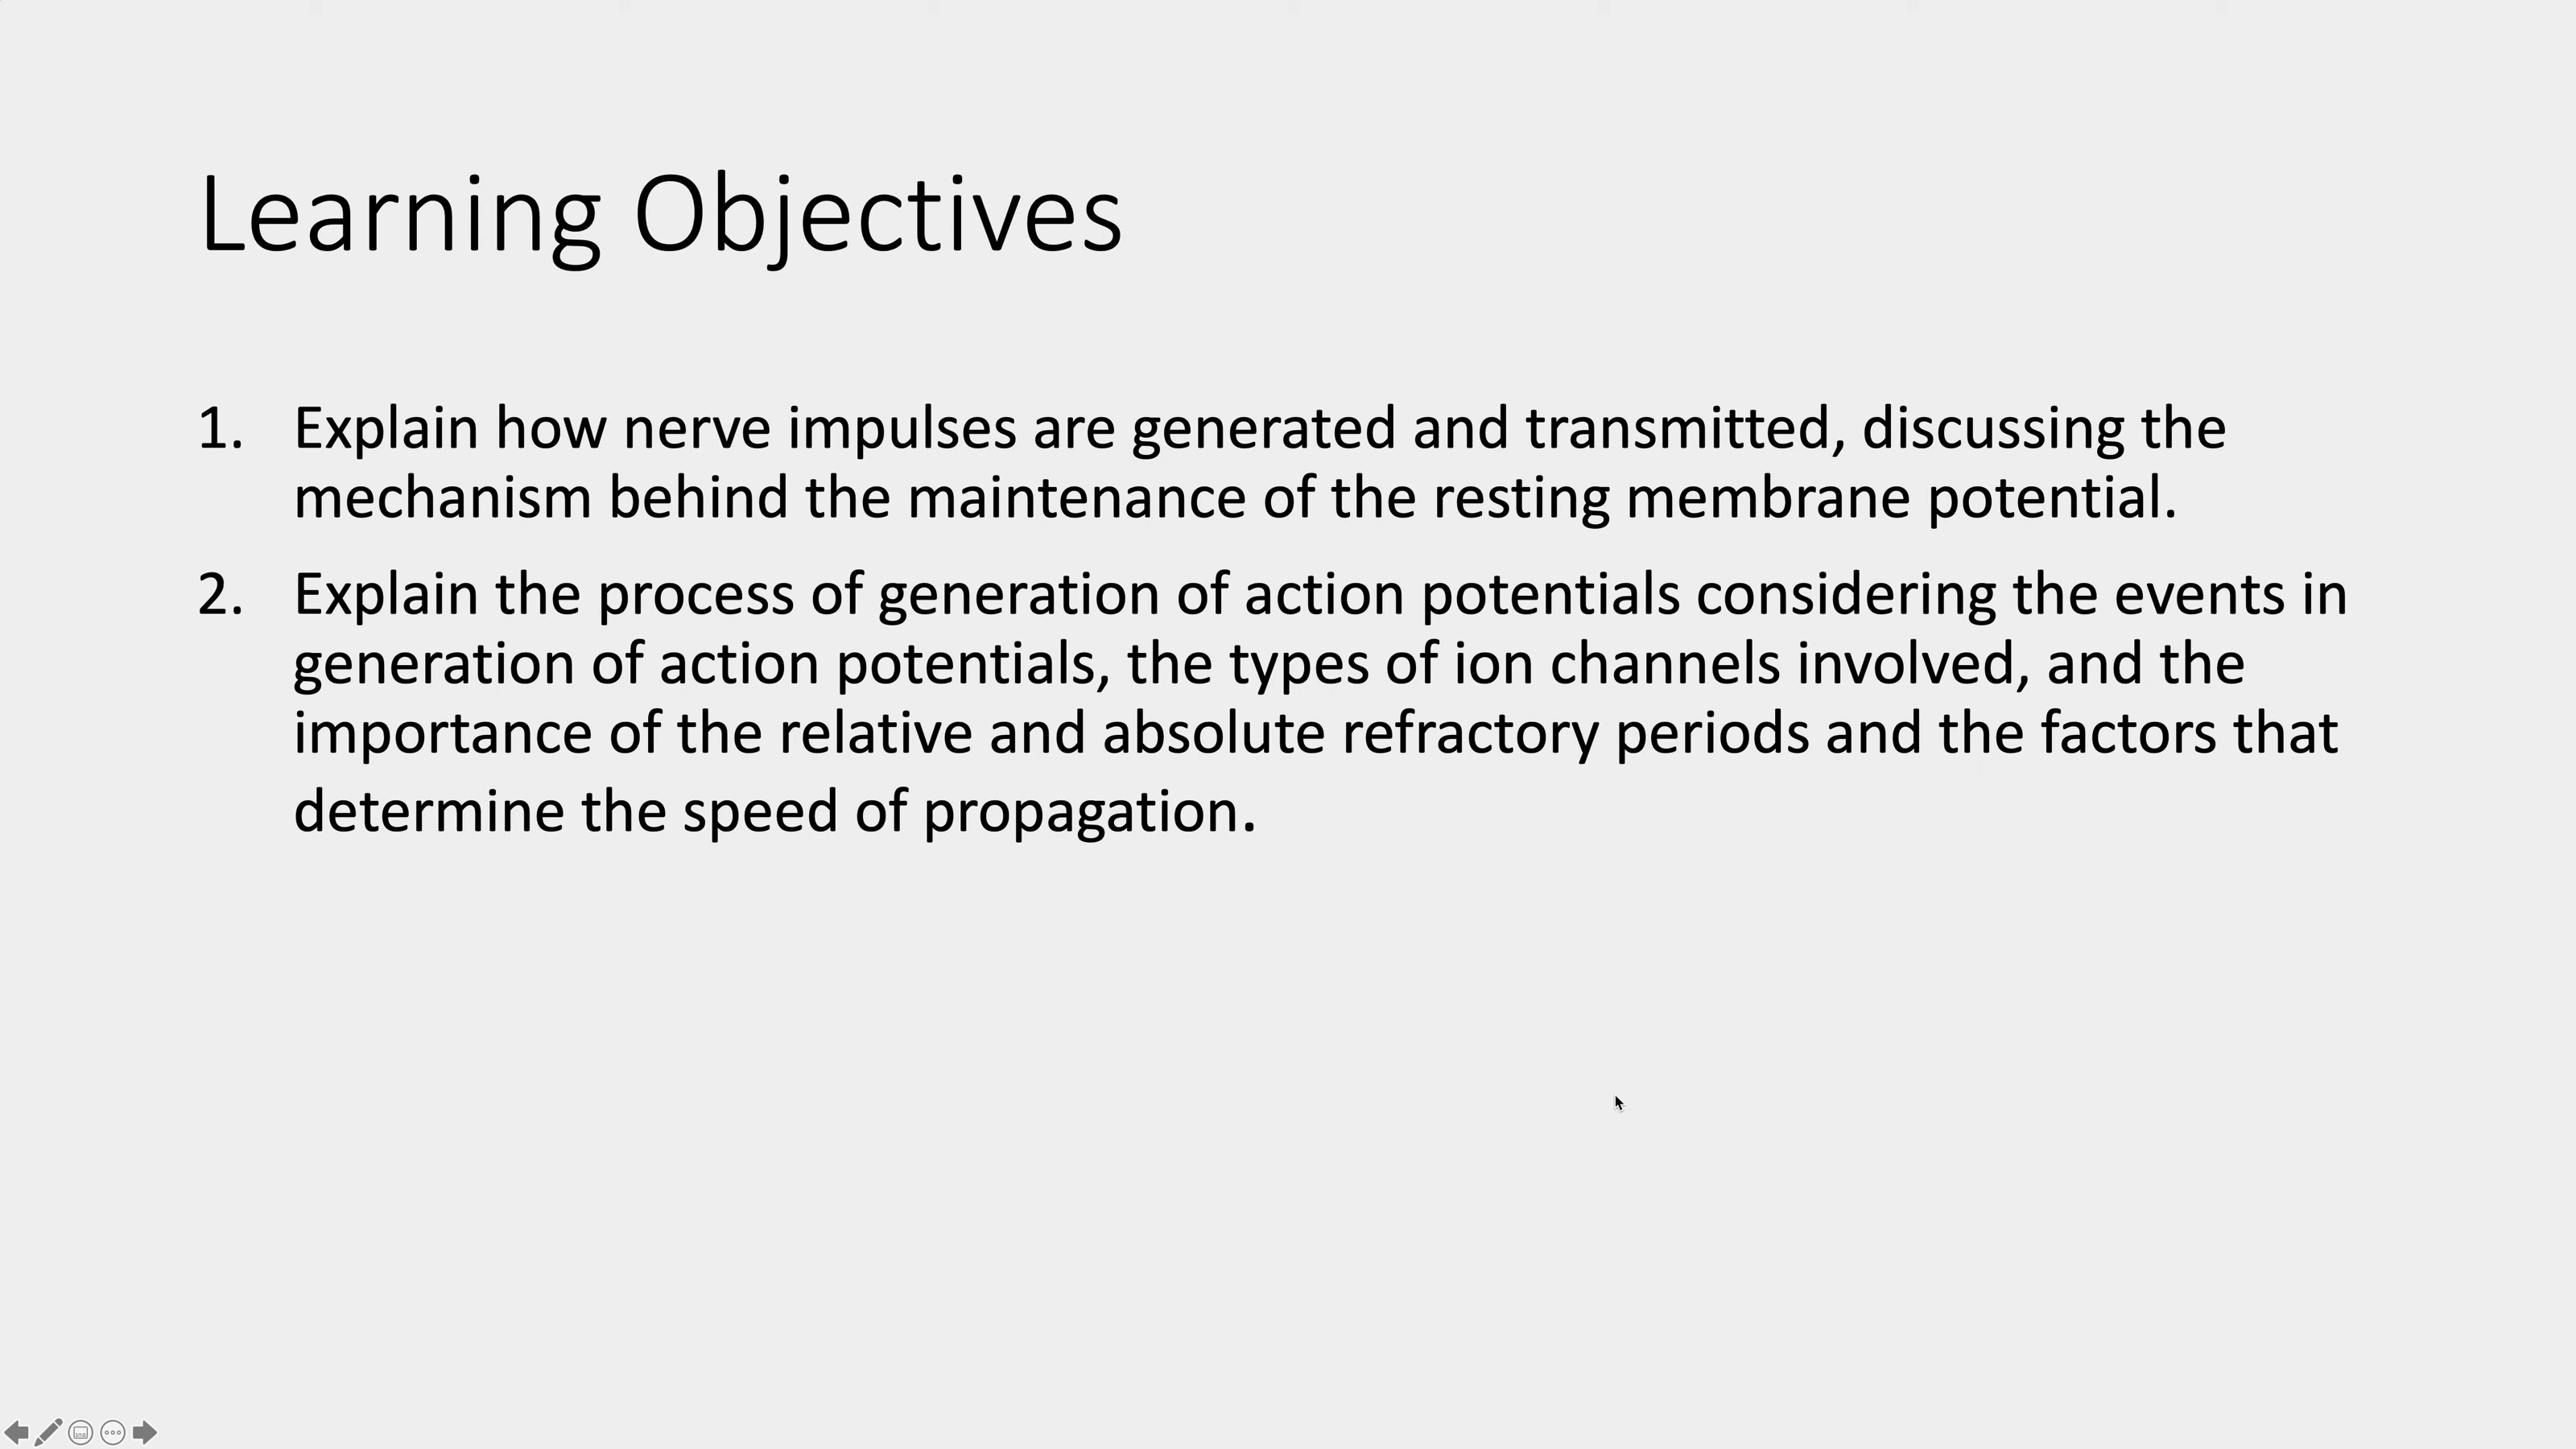 Learning Objectives
1. Explain how nerve impulses are generated and transmitted, discussing the
mechanism behind the maintenance of the resting membrane potential.
2. Explain the process of generation of action potentials considering the events in
generation of action potentials, the types of ion channels involved, and the
importance of the relative and absolute refractory periods and the factors that
determine the speed of propagation.